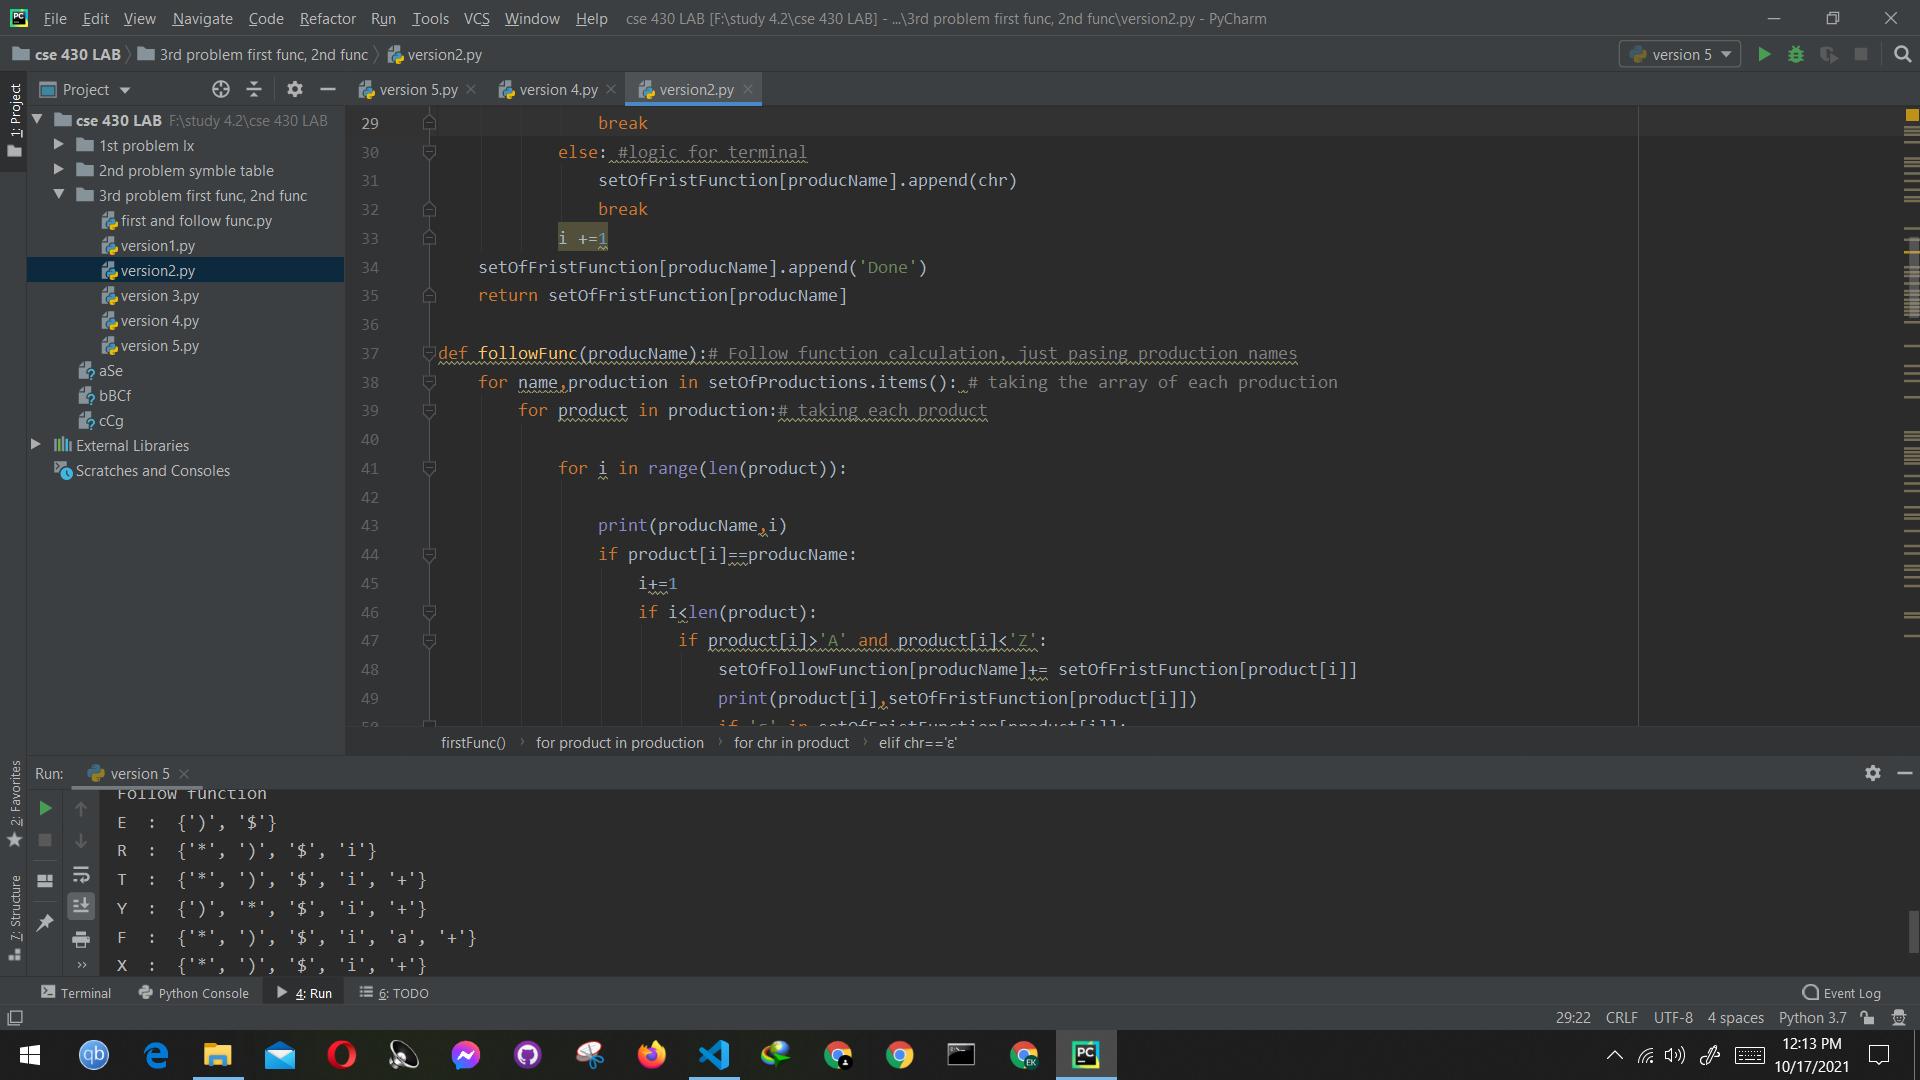 File Edit View Navigate Code Refactor Run Tools VCS Window Help cse 430 LAB [F:\study 4.2\cse 430 LAB] - ...\3rd problem first func, 2nd func\version2.py - PyCharm
cse 430 LAB 3rd problem first func, 2nd func version2.py version 5
Project version 5.py version 4.py version2.py
1: Project
cse 430 LAB F:\study 4.2\cse 430 LAB
1st problem lx
2nd problem symble table
3rd problem first func, 2nd func
first and follow func.py
version1.py
version2.py
version 3.py
version 4.py
version 5.py
aSe
bBCf
cCg
External Libraries
Scratches and Consoles
29 break
30 else: #logic for terminal
31 setOfFristFunction[producName].append(chr)
32 break
33 i +=1
34 setOfFristFunction[producName].append('Done')
35 return setOfFristFunction[producName]
36
37 def followFunc(producName):# Follow function calculation, just pasing production names
38 for name,production in setOfProductions.items(): # taking the array of each production
39 for product in production:# taking each product
40
41 for i in range(len(product)):
42
43 print(producName,i)
44 if product[i]==producName:
45 i+=1
46 if i<len(product):
47 if product[i]>'A' and product[i]<'Z':
48 setOfFollowFunction[producName]+= setOfFristFunction[product[i]]
49 print(product[i],setOfFristFunction[product[i]])
50 if 'ε' in setOfFristFunction[product[i]]:
firstFunc() for product in production for chr in product elif chr=='ε'
2: Favorites
7: Structure
Run: version 5
Follow function
E : {')', '$'}
R : {'*', ')', '$', 'i'}
T : {'*', ')', '$', 'i', '+'}
Y : {')', '*', '$', 'i', '+'}
F : {'*', ')', '$', 'i', 'a', '+'}
X : {'*', ')', '$', 'i', '+'}
Terminal Python Console 4: Run 6: TODO Event Log
29:22 CRLF UTF-8 4 spaces Python 3.7
qb PC EK
12:13 PM
10/17/2021